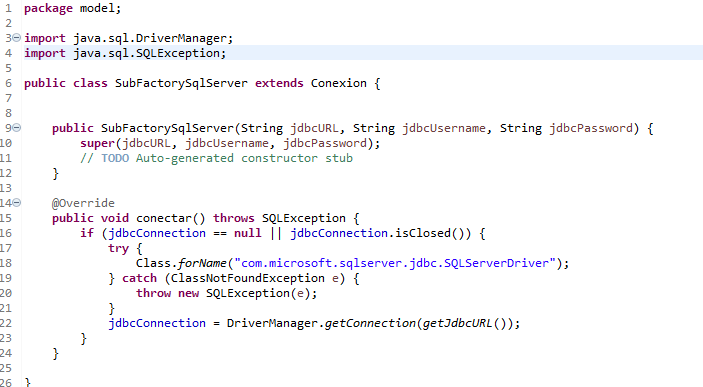 1 package model;
2
3 import java.sql.DriverManager;
4 import java.sql.SQLException;
5
6 public class SubFactorySqlServer extends Conexion {
7
8
9 public SubFactorySqlServer(String jdbcURL, String jdbcUsername, String jdbcPassword) {
10 super(jdbcURL, jdbcUsername, jdbcPassword);
11 // TODO Auto-generated constructor stub
12 }
13
14 @Override
15 public void conectar() throws SQLException {
16 if (jdbcConnection == null || jdbcConnection.isClosed()) {
17 try {
18 Class.forName("com.microsoft.sqlserver.jdbc.SQLServerDriver");
19 } catch (ClassNotFoundException e) {
20 throw new SQLException(e);
21 }
22 jdbcConnection = DriverManager.getConnection(getJdbcURL());
23 }
24 }
25
26 }